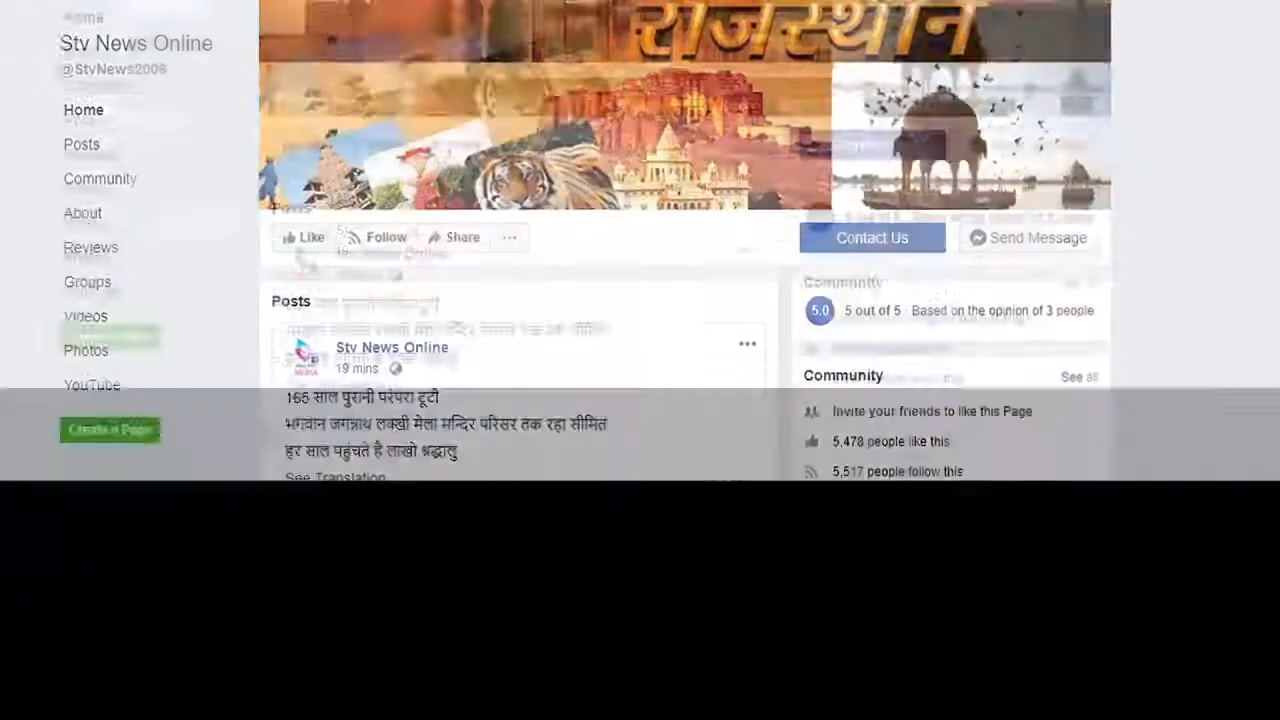 Home
Stv News Online
@StvNews2006
Home
Posts
Community
About
Reviews
Groups
Videos
Photos
YouTube
Create a Page
राजस्थान
Like
Follow
Share
Contact Us
Send Message
Posts
Stv News Online
19 mins
165 साल पुरानी परंपरा टूटी
भगवान जगन्नाथ लक्खी मेला मन्दिर परिसर तक रहा सीमित
हर साल पहुंचते है लाखो श्रद्धालु
See Translation
Community
5.0
5 out of 5 · Based on the opinion of 3 people
Community
See all
Invite your friends to like this Page
5,478 people like this
5,517 people follow this